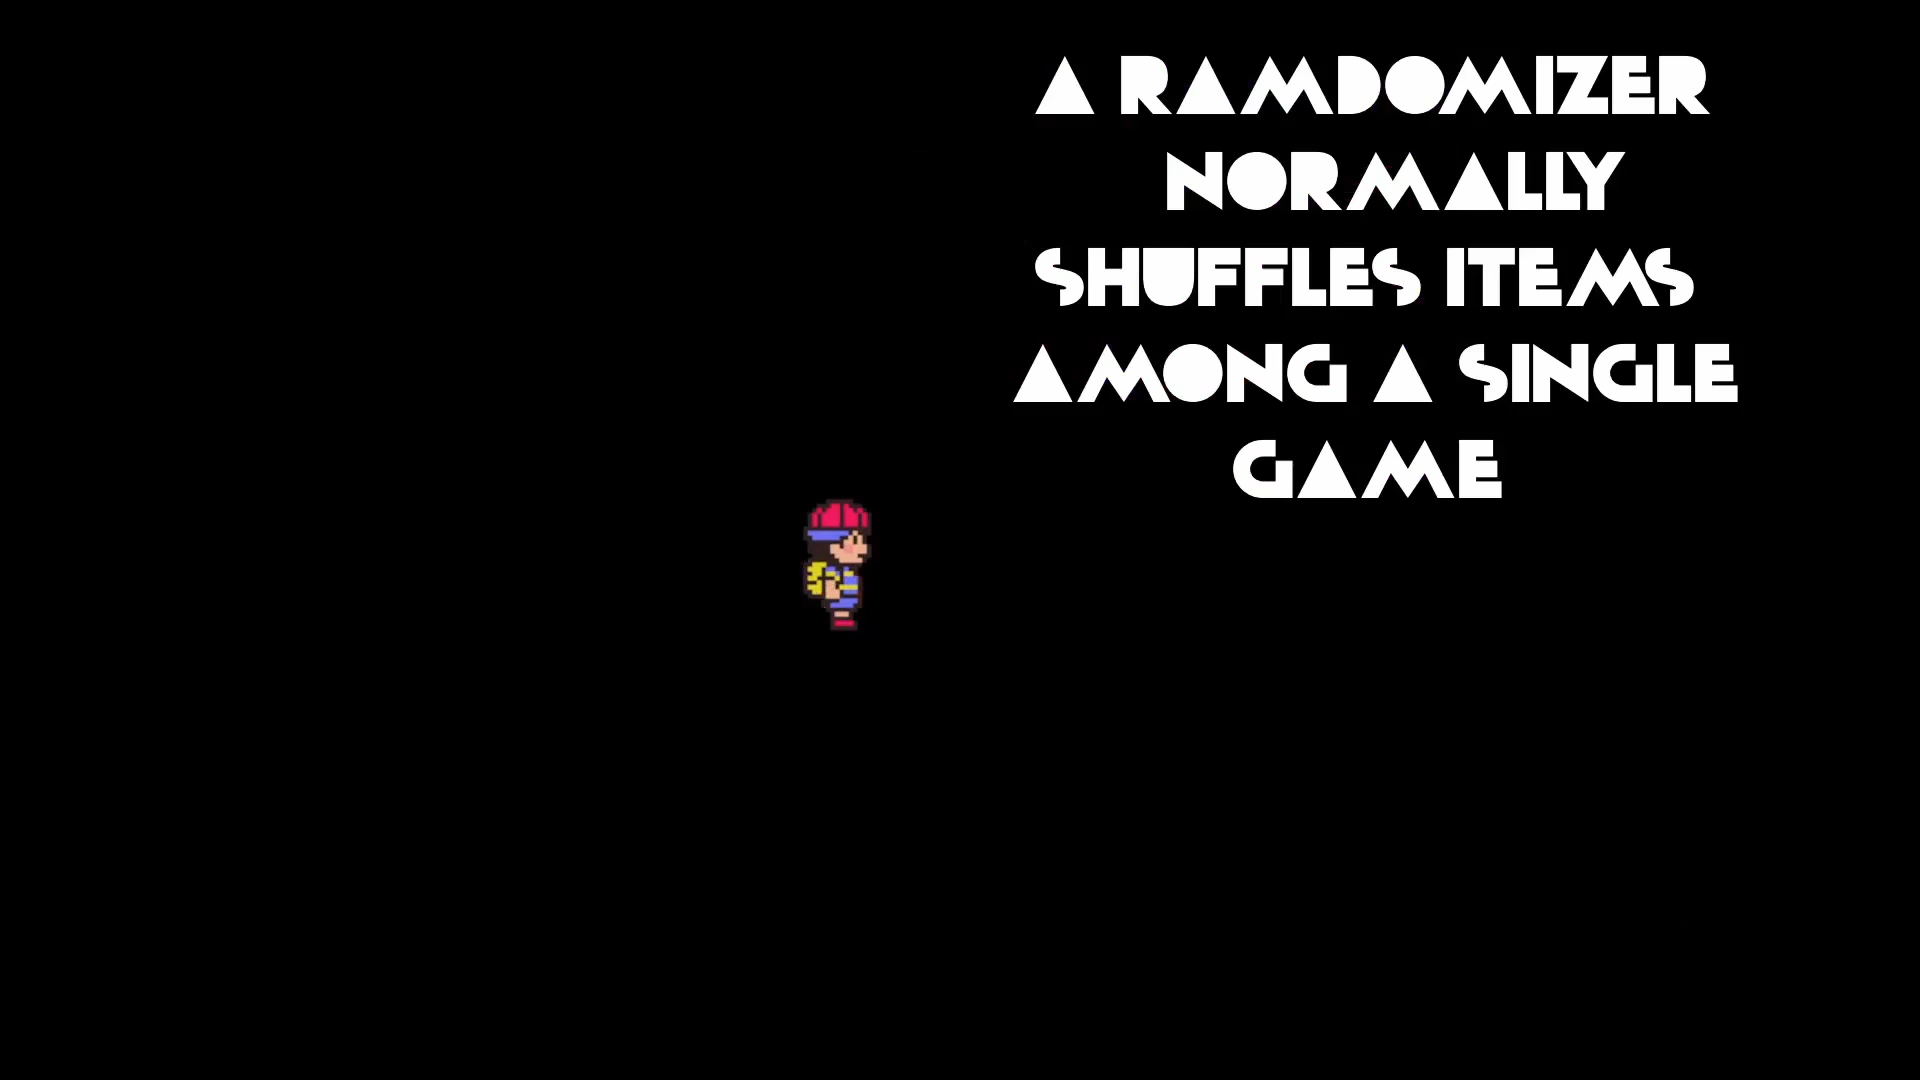 A RAMDOMIZER
NORMALLY
SHUFFLES ITEMS
AMONG A SINGLE
GAME